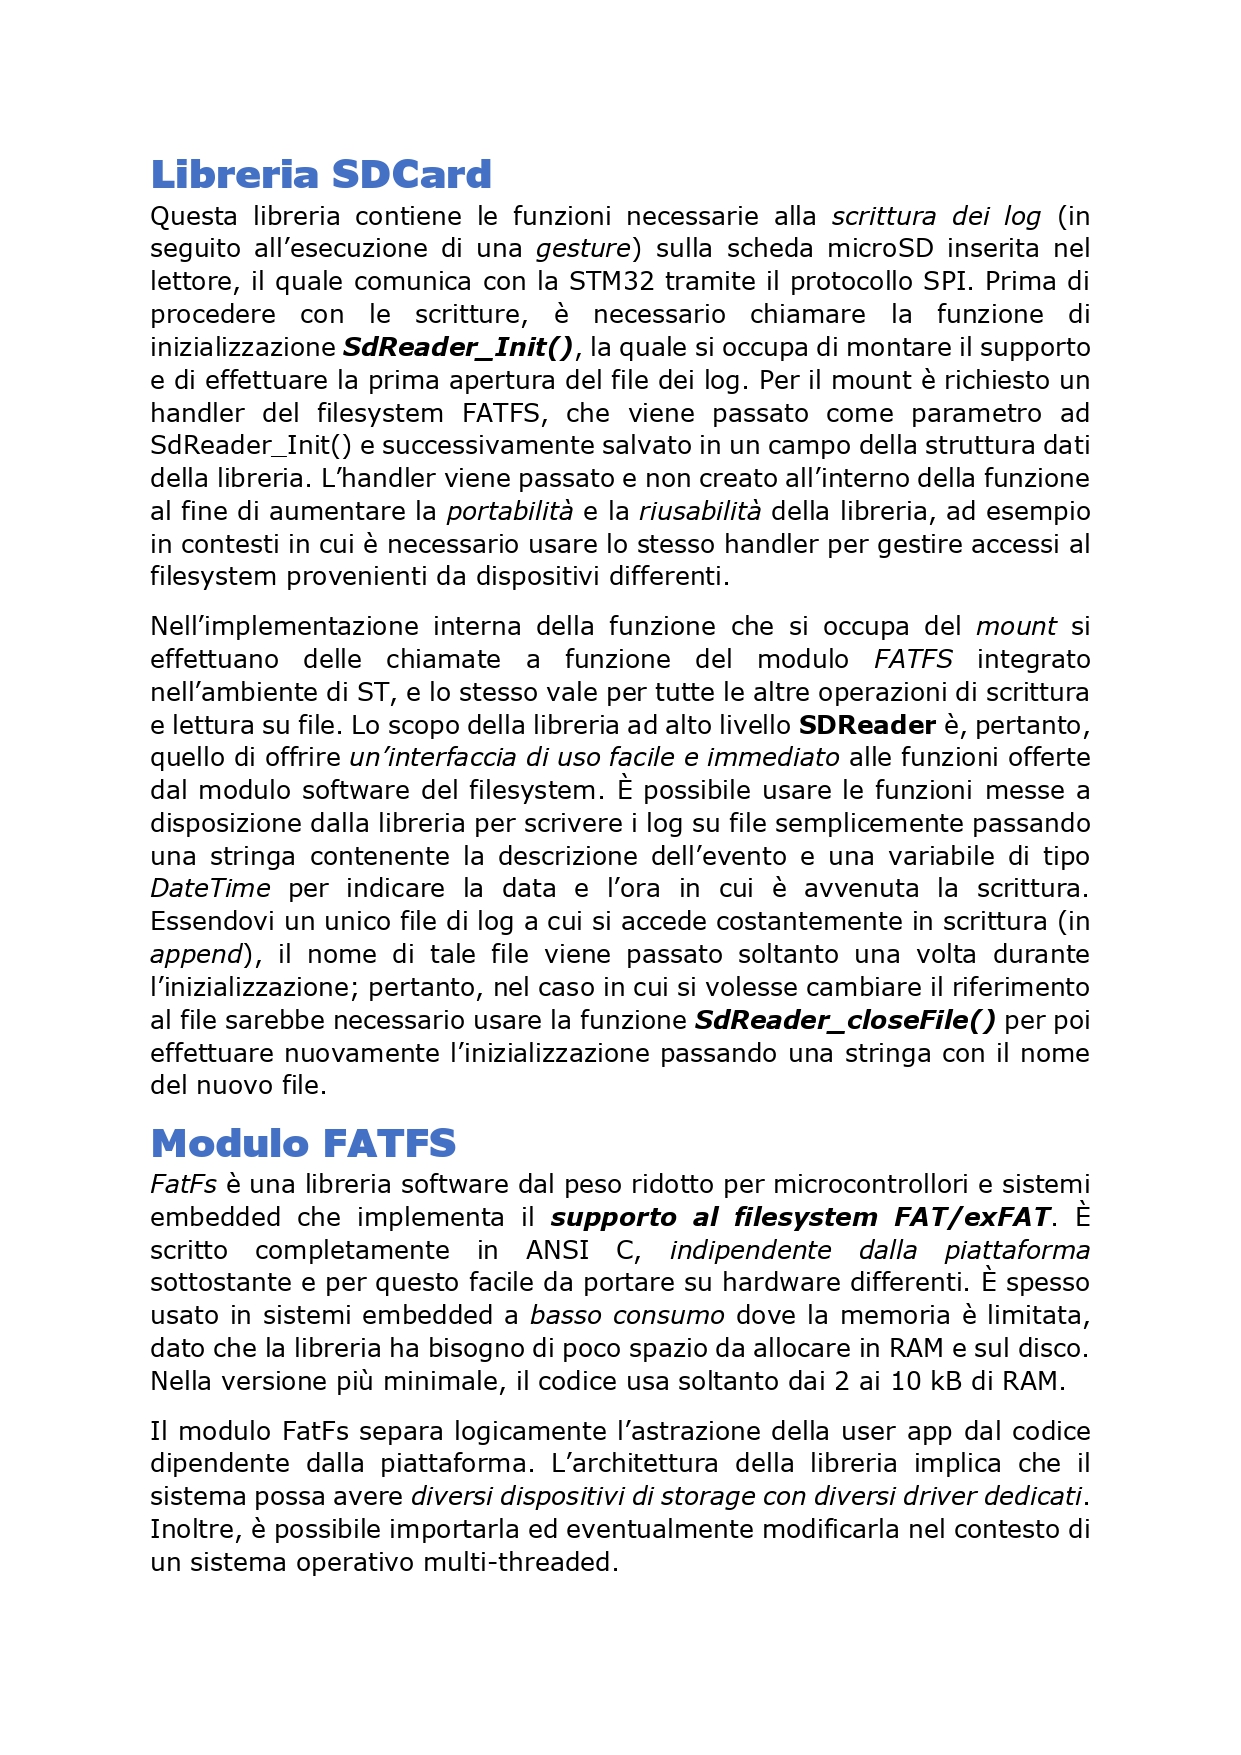 Libreria SDCard
Questa libreria contiene le funzioni necessarie alla scrittura dei log (in
seguito all’esecuzione di una gesture) sulla scheda microSD inserita nel
lettore, il quale comunica con la STM32 tramite il protocollo SPI. Prima di
procedere con le scritture, è necessario chiamare la funzione di
inizializzazione SdReader_Init(), la quale si occupa di montare il supporto
e di effettuare la prima apertura del file dei log. Per il mount è richiesto un
handler del filesystem FATFS, che viene passato come parametro ad
SdReader_Init() e successivamente salvato in un campo della struttura dati
della libreria. L’handler viene passato e non creato all’interno della funzione
al fine di aumentare la portabilità e la riusabilità della libreria, ad esempio
in contesti in cui è necessario usare lo stesso handler per gestire accessi al
filesystem provenienti da dispositivi differenti.
Nell’implementazione interna della funzione che si occupa del mount si
effettuano delle chiamate a funzione del modulo FATFS integrato
nell’ambiente di ST, e lo stesso vale per tutte le altre operazioni di scrittura
e lettura su file. Lo scopo della libreria ad alto livello SDReader è, pertanto,
quello di offrire un’interfaccia di uso facile e immediato alle funzioni offerte
dal modulo software del filesystem. È possibile usare le funzioni messe a
disposizione dalla libreria per scrivere i log su file semplicemente passando
una stringa contenente la descrizione dell’evento e una variabile di tipo
DateTime per indicare la data e l’ora in cui è avvenuta la scrittura.
Essendovi un unico file di log a cui si accede costantemente in scrittura (in
append), il nome di tale file viene passato soltanto una volta durante
l’inizializzazione; pertanto, nel caso in cui si volesse cambiare il riferimento
al file sarebbe necessario usare la funzione SdReader_closeFile() per poi
effettuare nuovamente l’inizializzazione passando una stringa con il nome
del nuovo file.
Modulo FATFS
FatFs è una libreria software dal peso ridotto per microcontrollori e sistemi
embedded che implementa il supporto al filesystem FAT/exFAT. È
scritto completamente in ANSI C, indipendente dalla piattaforma
sottostante e per questo facile da portare su hardware differenti. È spesso
usato in sistemi embedded a basso consumo dove la memoria è limitata,
dato che la libreria ha bisogno di poco spazio da allocare in RAM e sul disco.
Nella versione più minimale, il codice usa soltanto dai 2 ai 10 kB di RAM.
Il modulo FatFs separa logicamente l’astrazione della user app dal codice
dipendente dalla piattaforma. L’architettura della libreria implica che il
sistema possa avere diversi dispositivi di storage con diversi driver dedicati.
Inoltre, è possibile importarla ed eventualmente modificarla nel contesto di
un sistema operativo multi-threaded.